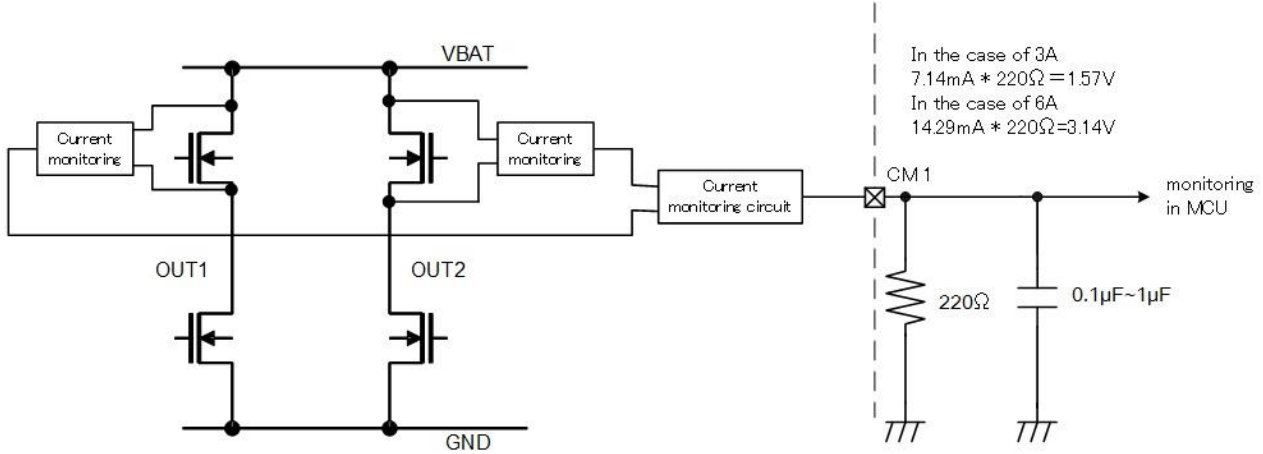 VBAT
In the case of 3A
7.14mA * 220Ω＝1.57V
In the case of 6A
14.29mA * 220Ω=3.14V
Current
monitoring
Current
monitoring
Current
monitoring circuit
CM1
monitoring
in MCU
OUT1
OUT2
220Ω
0.1μF~1μF
GND